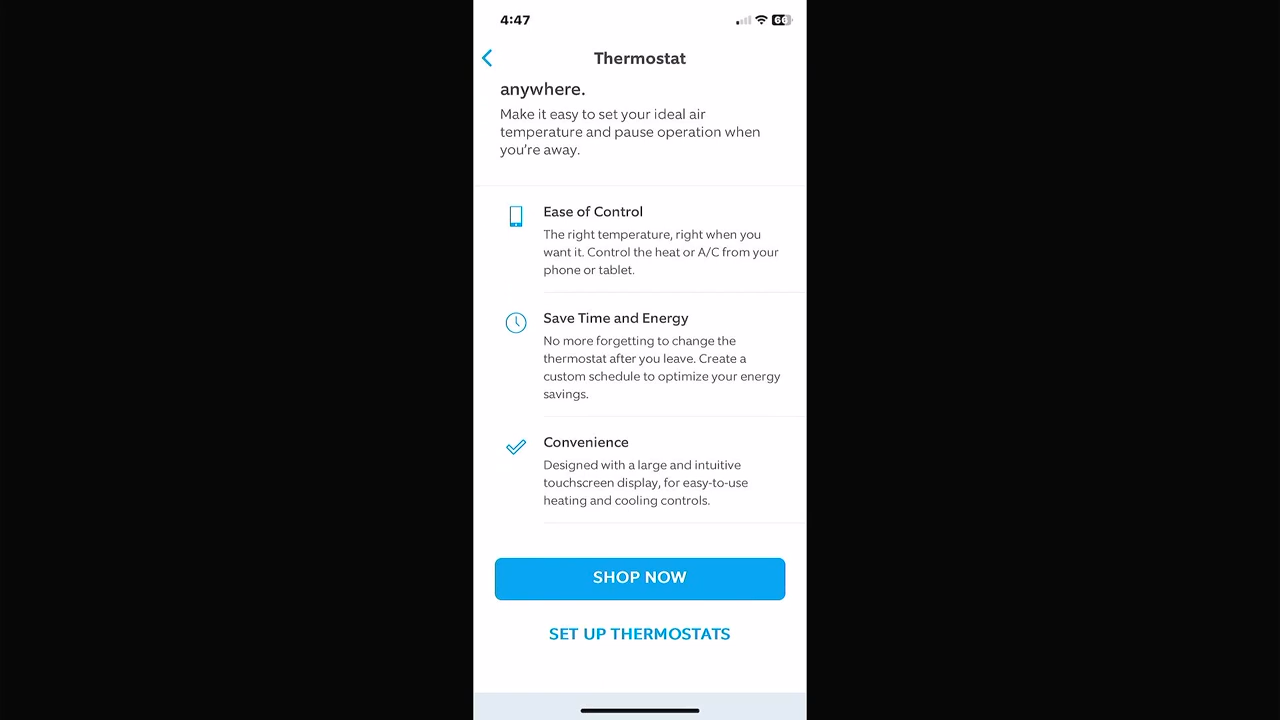 4:47
66
Thermostat
anywhere.
Make it easy to set your ideal air
temperature and pause operation when
you're away.
Ease of Control
The right temperature, right when you
want it. Control the heat or A/C from your
phone or tablet.
Save Time and Energy
No more forgetting to change the
thermostat after you leave. Create a
custom schedule to optimize your energy
savings.
Convenience
Designed with a large and intuitive
touchscreen display, for easy-to-use
heating and cooling controls.
SHOP NOW
SET UP THERMOSTATS